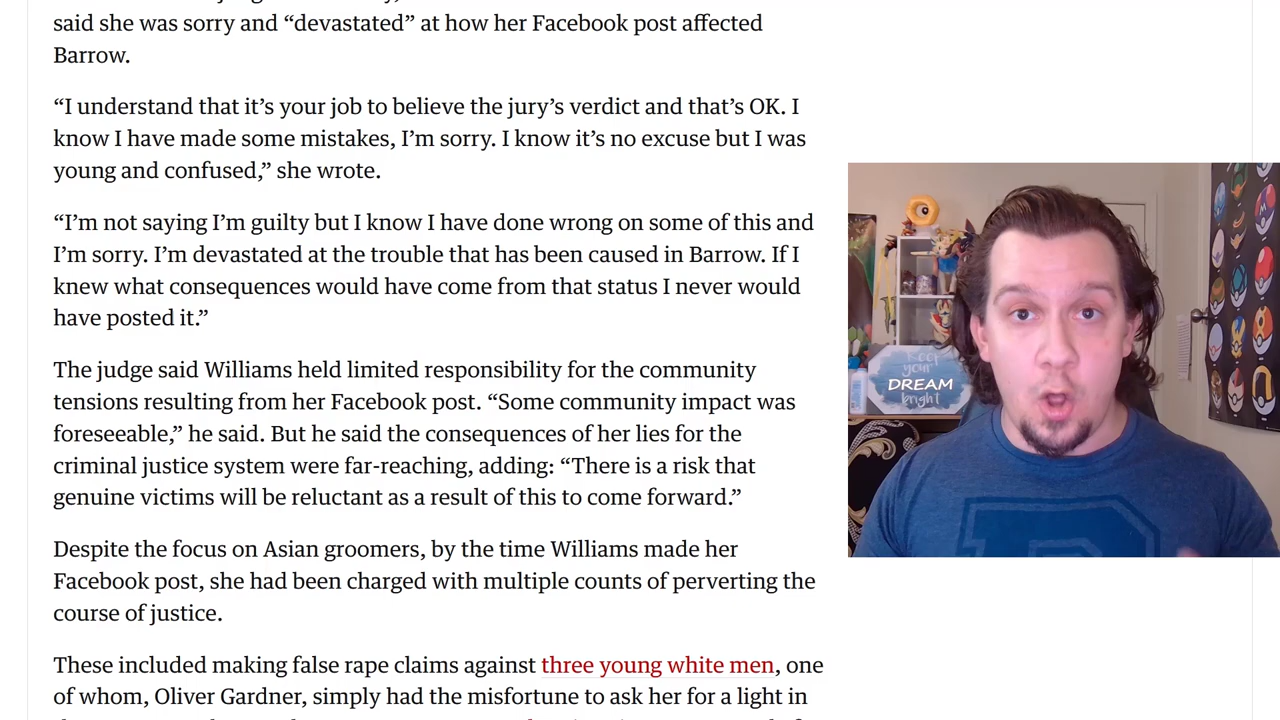 said she was sorry and “devastated” at how her Facebook post affected
Barrow.
“I understand that it’s your job to believe the jury’s verdict and that’s OK. I
know I have made some mistakes, I’m sorry. I know it’s no excuse but I was
young and confused,” she wrote.
“I’m not saying I’m guilty but I know I have done wrong on some of this and
I’m sorry. I’m devastated at the trouble that has been caused in Barrow. If I
knew what consequences would have come from that status I never would
have posted it.”
The judge said Williams held limited responsibility for the community
tensions resulting from her Facebook post. “Some community impact was
foreseeable,” he said. But he said the consequences of her lies for the
criminal justice system were far-reaching, adding: “There is a risk that
genuine victims will be reluctant as a result of this to come forward.”
Despite the focus on Asian groomers, by the time Williams made her
Facebook post, she had been charged with multiple counts of perverting the
course of justice.
These included making false rape claims against three young white men, one
of whom, Oliver Gardner, simply had the misfortune to ask her for a light in
Keep
your
DREAM
bright